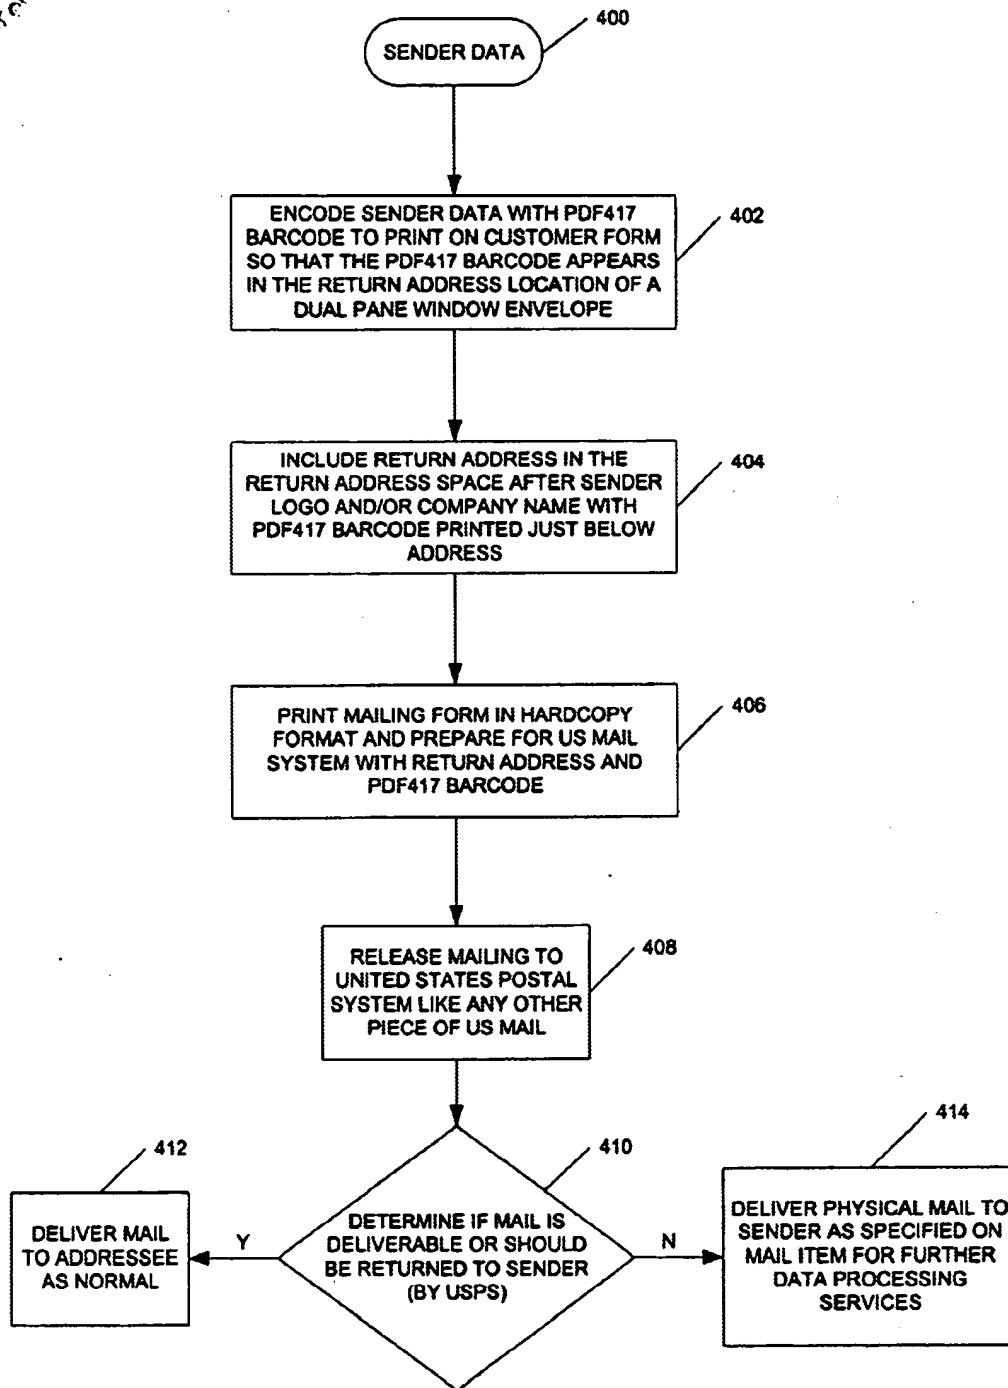 400
SENDER DATA
ENCODE SENDER DATA WITH PDF417
BARCODE TO PRINT ON CUSTOMER FORM
SO THAT THE PDF417 BARCODE APPEARS
IN THE RETURN ADDRESS LOCATION OF A
DUAL PANE WINDOW ENVELOPE
402
INCLUDE RETURN ADDRESS IN THE
RETURN ADDRESS SPACE AFTER SENDER
LOGO AND/OR COMPANY NAME WITH
PDF417 BARCODE PRINTED JUST BELOW
ADDRESS
404
PRINT MAILING FORM IN HARDCOPY
FORMAT AND PREPARE FOR US MAIL
SYSTEM WITH RETURN ADDRESS AND
PDF417 BARCODE
406
RELEASE MAILING TO
UNITED STATES POSTAL
SYSTEM LIKE ANY OTHER
PIECE OF US MAIL
408
412
DELIVER MAIL
TO ADDRESSEE
AS NORMAL
Y
410
DETERMINE IF MAIL IS
DELIVERABLE OR SHOULD
BE RETURNED TO SENDER
(BY USPS)
N
414
DELIVER PHYSICAL MAIL TO
SENDER AS SPECIFIED ON
MAIL ITEM FOR FURTHER
DATA PROCESSING
SERVICES